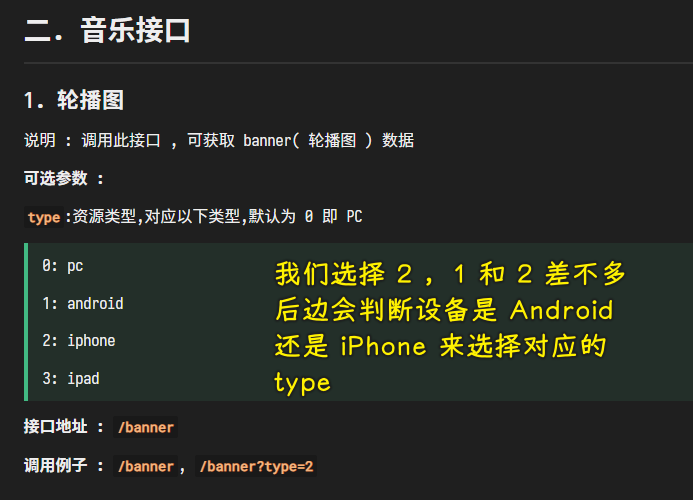 二. 音乐接口
1. 轮播图
说明 : 调用此接口 , 可获取 banner( 轮播图 ) 数据
可选参数 :
type:资源类型,对应以下类型,默认为 0 即 PC
0: pc
1: android
2: iphone
3: ipad
我们选择 2 ，1 和 2 差不多
后边会判断设备是 Android
还是 iPhone 来选择对应的
type
接口地址 : /banner
调用例子 : /banner, /banner?type=2